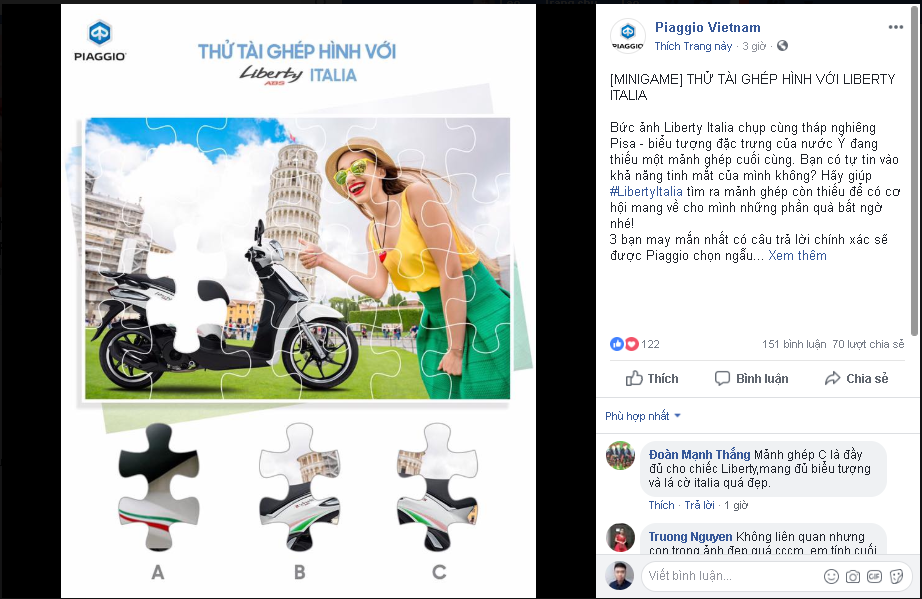 PIAGGIO
THỬ TÀI GHÉP HÌNH VỚI
Liberty ITALIA
ABS
A
B
C
Piaggio Vietnam
Thích Trang này · 3 giờ ·
[MINIGAME] THỬ TÀI GHÉP HÌNH VỚI LIBERTY
ITALIA
Bức ảnh Liberty Italia chụp cùng tháp nghiêng
Pisa - biểu tượng đặc trưng của nước Ý đang
thiếu một mảnh ghép cuối cùng. Bạn có tự tin vào
khả năng tinh mắt của mình không? Hãy giúp
#LibertyItalia tìm ra mảnh ghép còn thiếu để có cơ
hội mang về cho mình những phần quà bất ngờ
nhé!
3 bạn may mắn nhất có câu trả lời chính xác sẽ
được Piaggio chọn ngẫu... Xem thêm
122
151 bình luận 70 lượt chia sẻ
Thích Bình luận Chia sẻ
Phù hợp nhất
Đoàn Mạnh Thắng Mảnh ghép C là đầy
đủ cho chiếc Liberty,mang đủ biểu tượng
và lá cờ italia quá đẹp.
Thích · Trả lời · 1 giờ
Truong Nguyen Không liên quan nhưng
con trong ảnh đẹp quá cccm, em tính cuối
Viết bình luận...
GIF